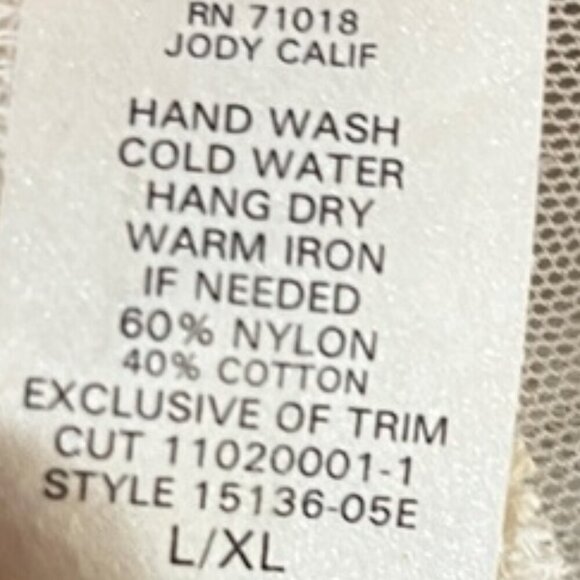 RN 71018
JODY CALIF
HAND WASH
COLD WATER
HANG DRY
WARM IRON
IF NEEDED
60% NYLON
40% COTTON
EXCLUSIVE OF TRIM
CUT 11020001-1
STYLE 15136-05E
L/XL